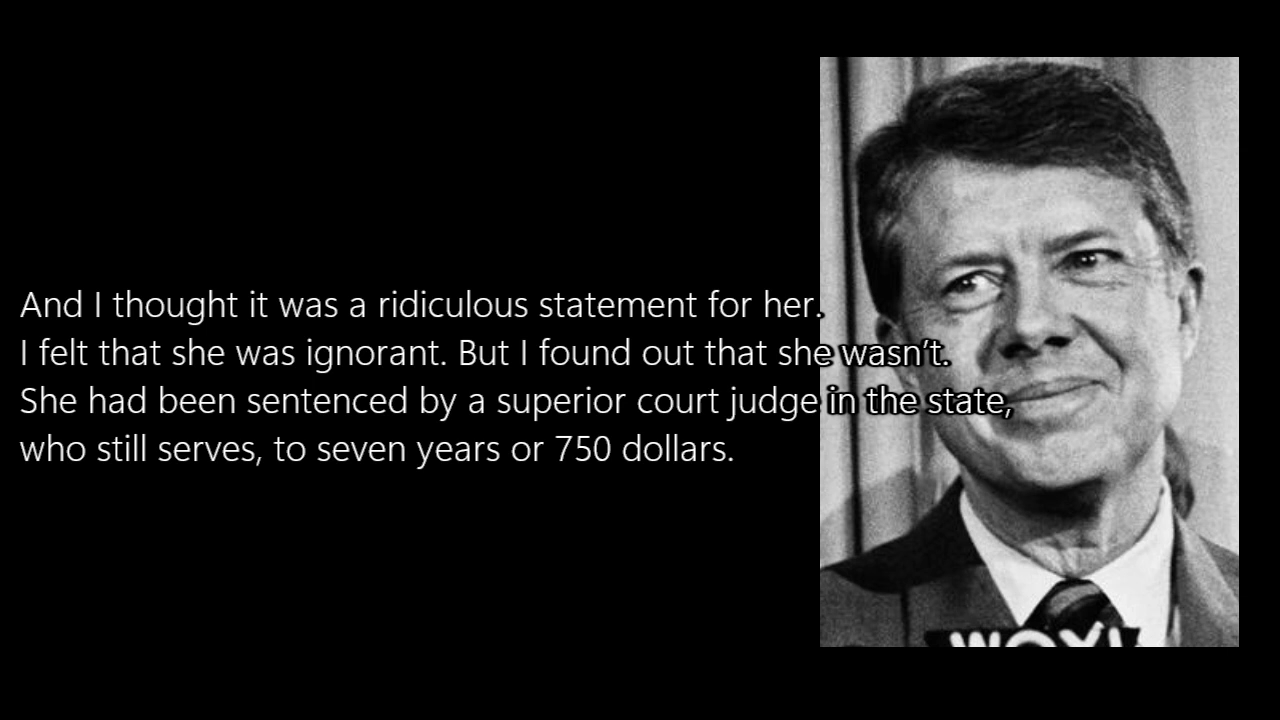 And I thought it was a ridiculous statement for her.
I felt that she was ignorant. But I found out that she wasn’t.
She had been sentenced by a superior court judge in the state,
who still serves, to seven years or 750 dollars.